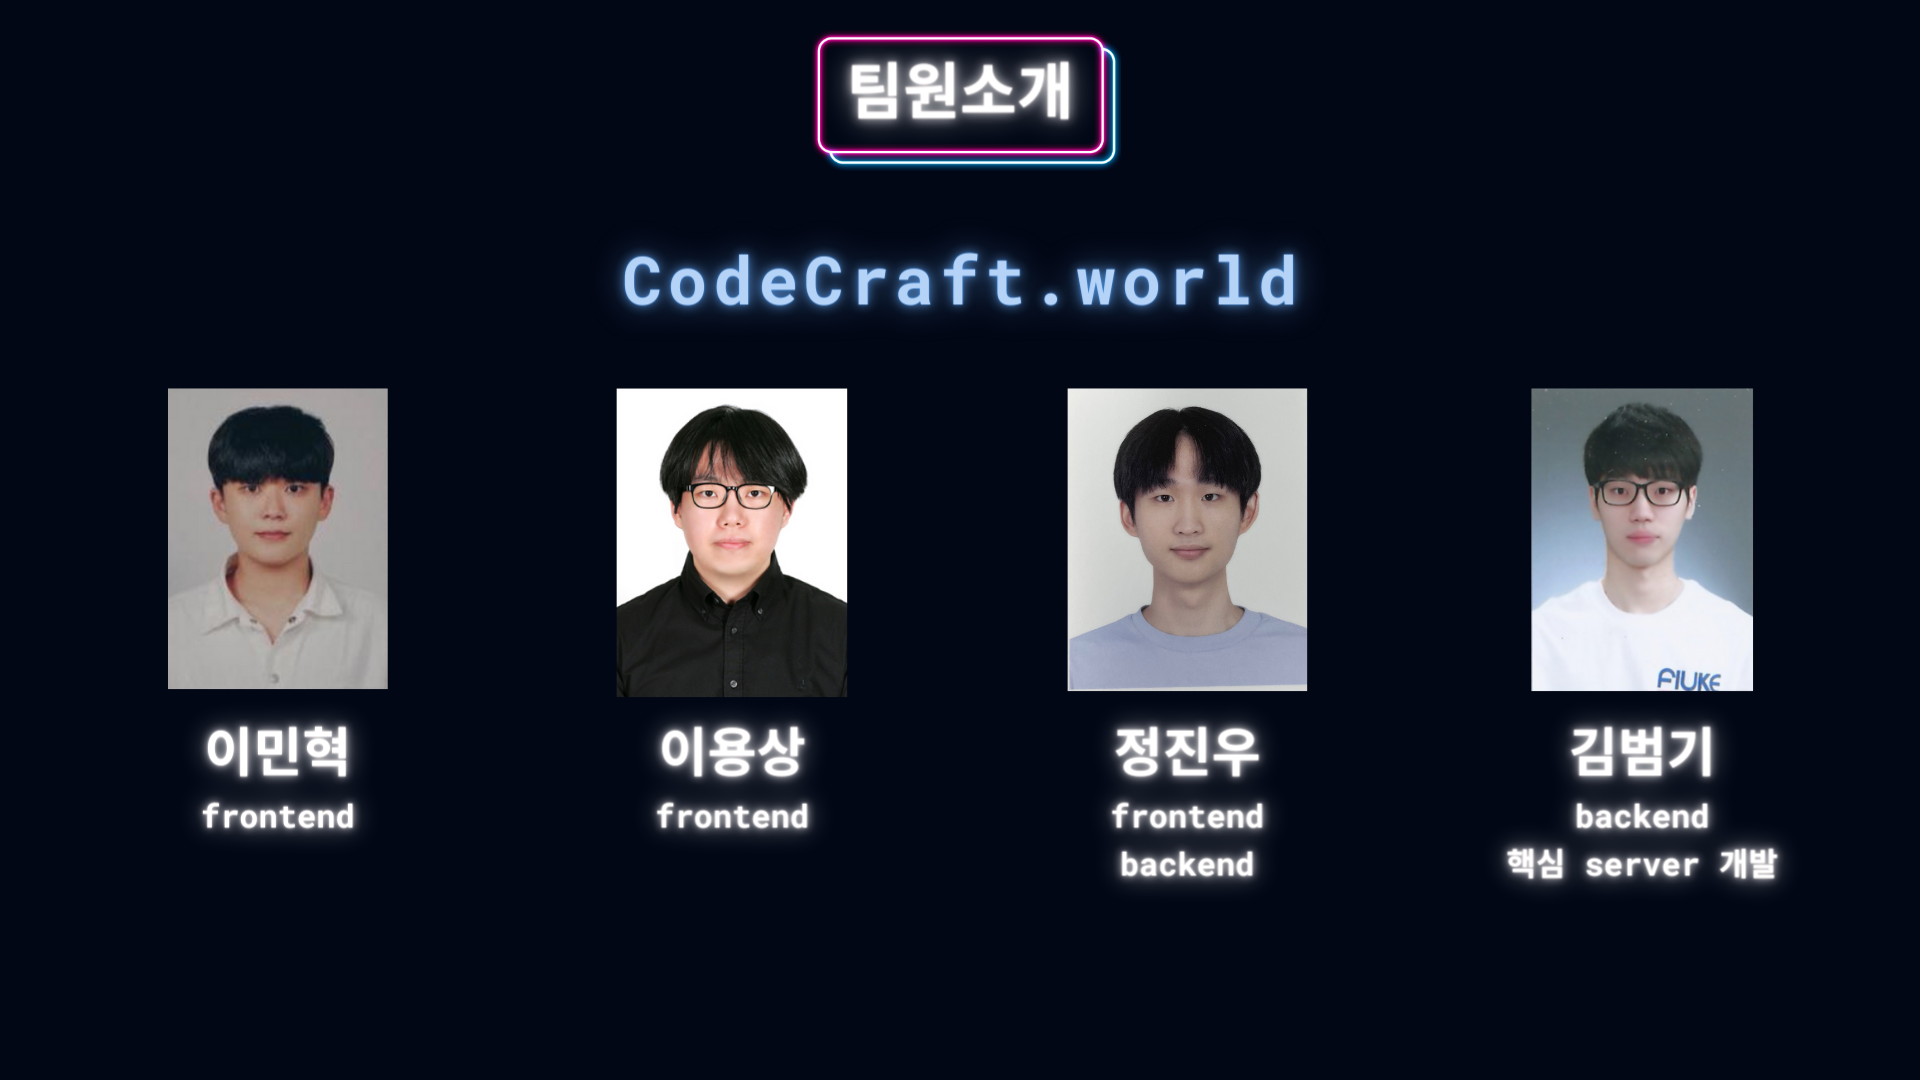 팀원소개
CodeCraft.world
FIUKE
이민혁
frontend
이용상
frontend
정진우
frontend
backend
김범기
backend
핵심 server 개발